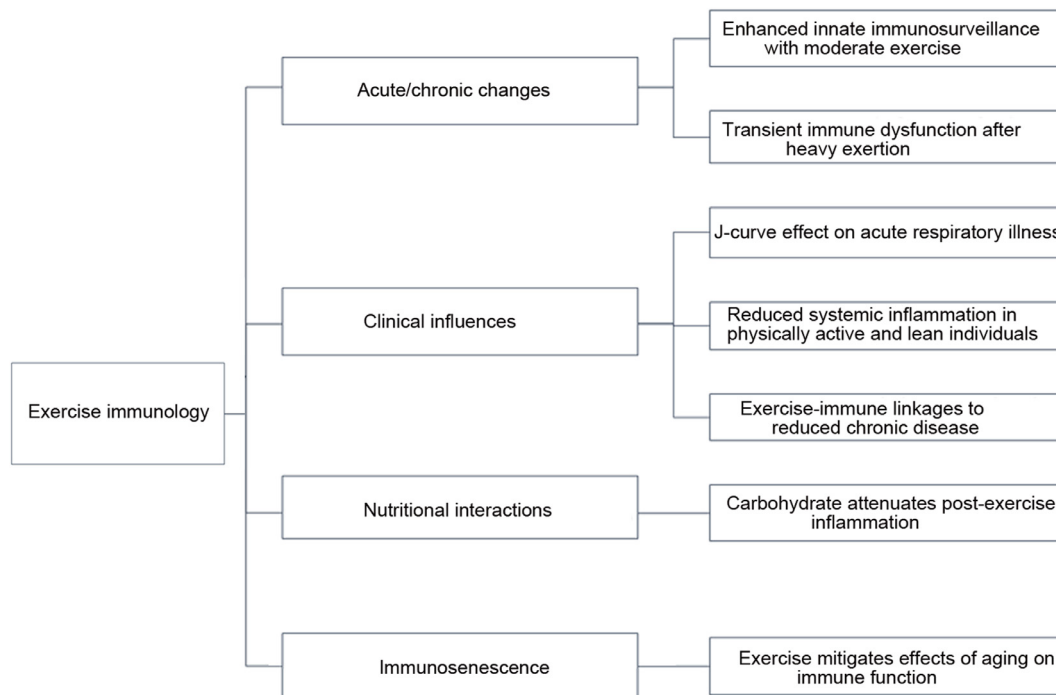 Exercise immunology
Acute/chronic changes
Enhanced innate immunosurveillance
with moderate exercise
Transient immune dysfunction after
heavy exertion
Clinical influences
J-curve effect on acute respiratory illness
Reduced systemic inflammation in
physically active and lean individuals
Exercise-immune linkages to
reduced chronic disease
Nutritional interactions
Carbohydrate attenuates post-exercise
inflammation
Immunosenescence
Exercise mitigates effects of aging on
immune function